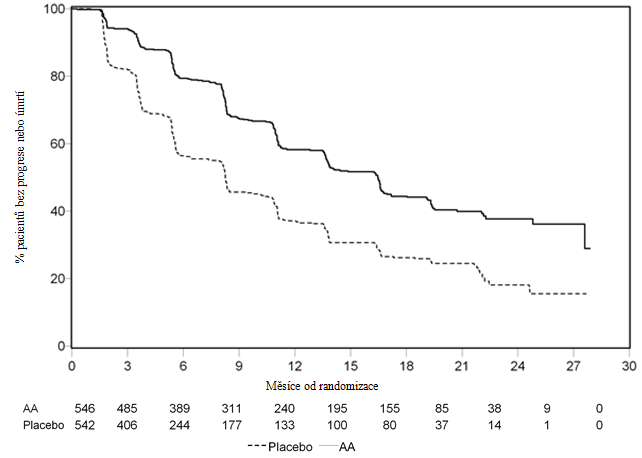 % pacientů bez progrese nebo úmrtí
100
80
60
40
20
0
0 3 6 9 12 15 18 21 24 27 30
Měsíce od randomizace
AA 546 485 389 311 240 195 155 85 38 9 0
Placebo 542 406 244 177 133 100 80 37 14 1 0
Placebo AA